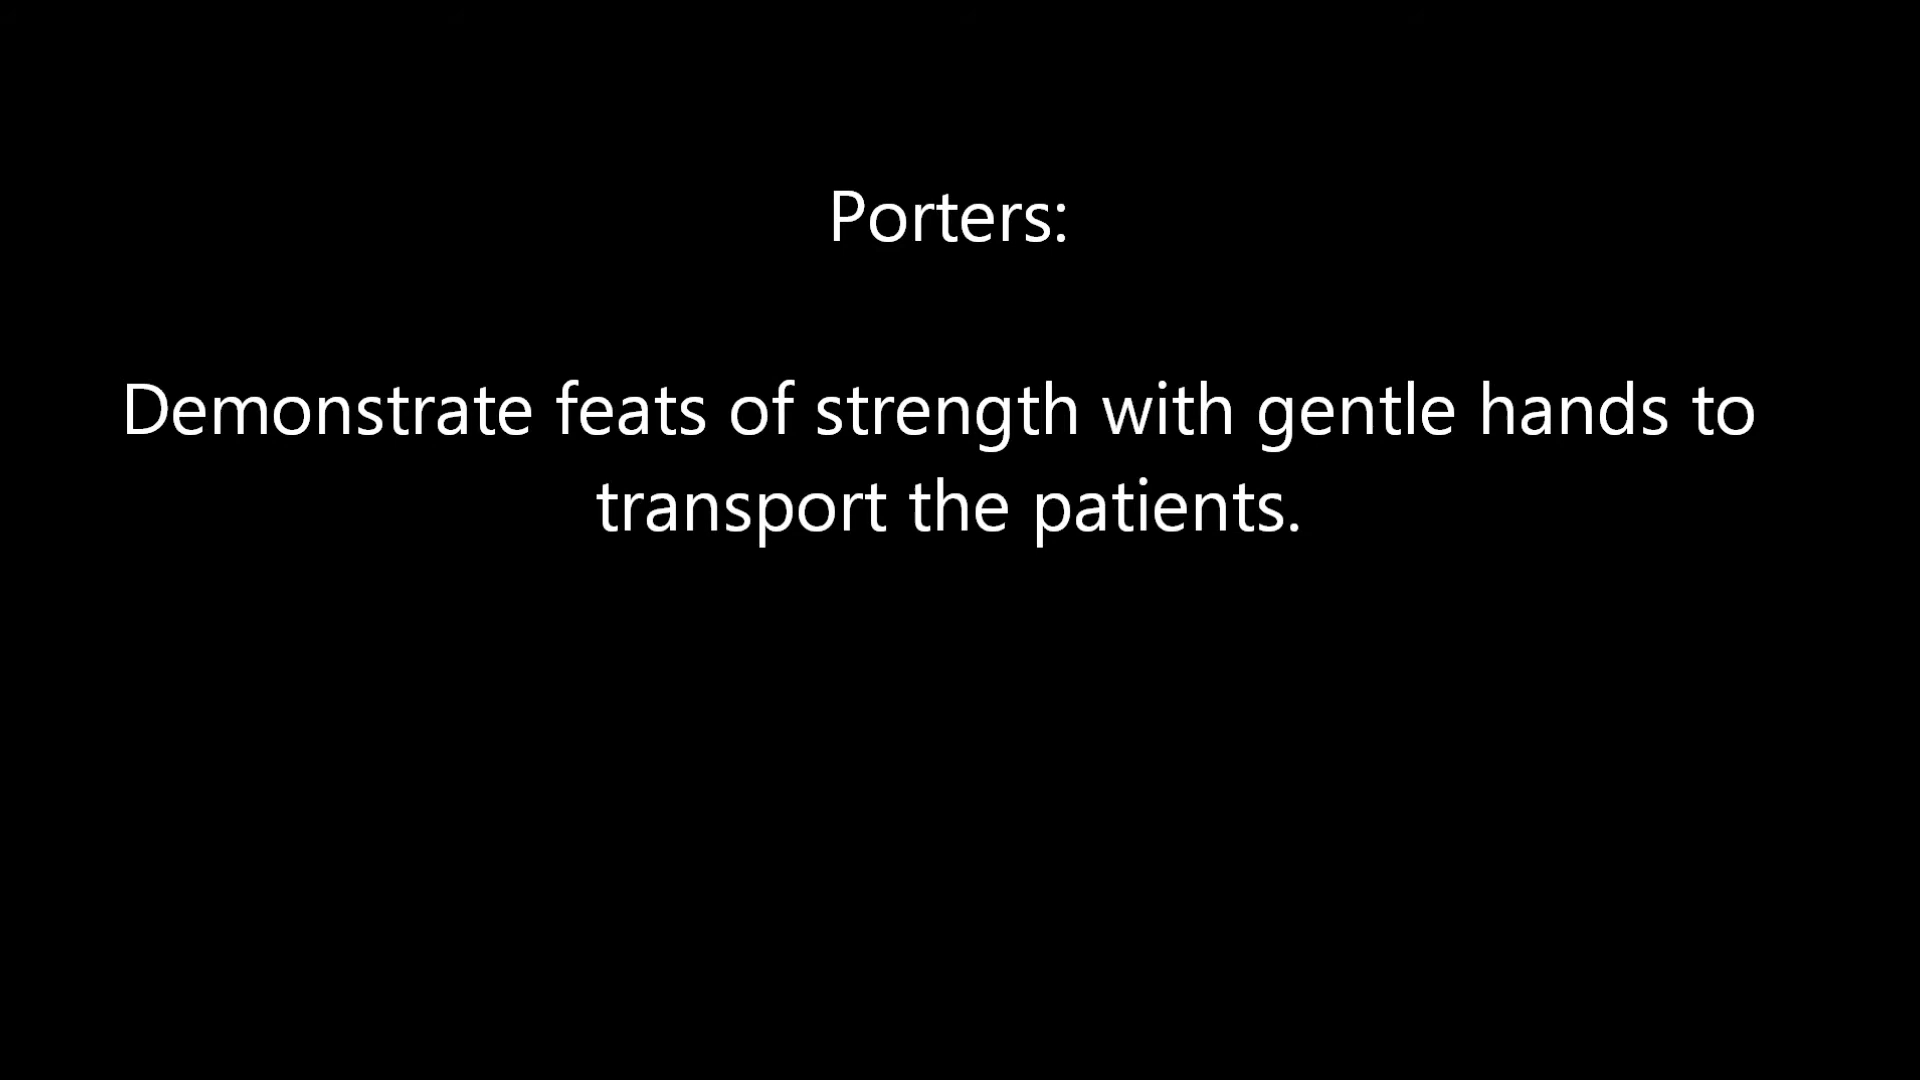 Porters:
Demonstrate feats of strength with gentle hands to
transport the patients.